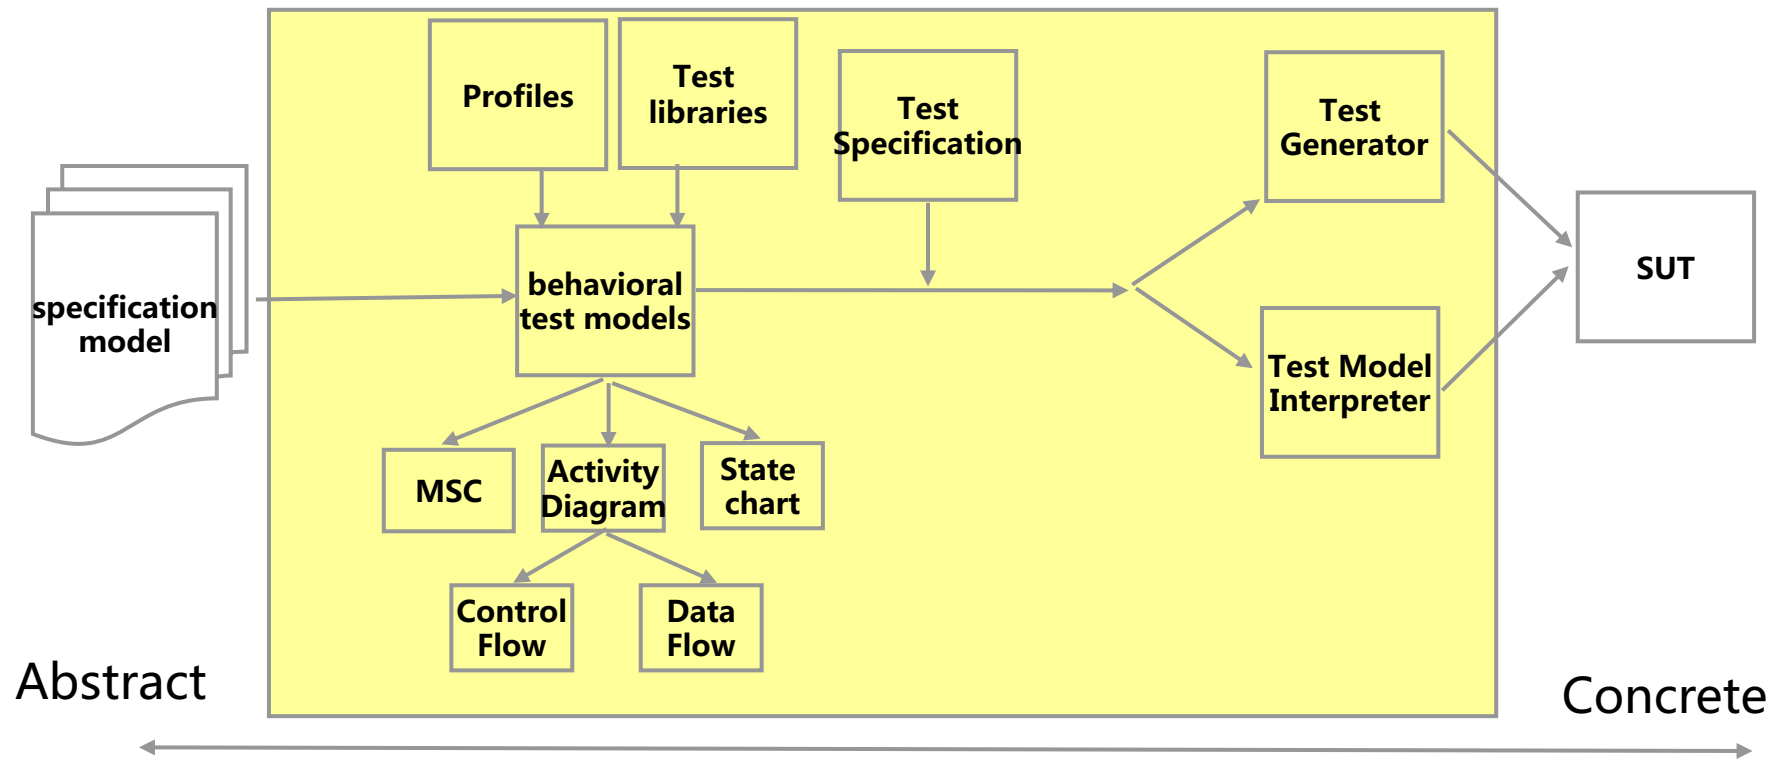 Profiles
Test
libraries
Test
Specification
Test
Generator
specification
model
behavioral
test models
SUT
Test Model
Interpreter
MSC
Activity
Diagram
State
chart
Control
Flow
Data
Flow
Abstract
Concrete